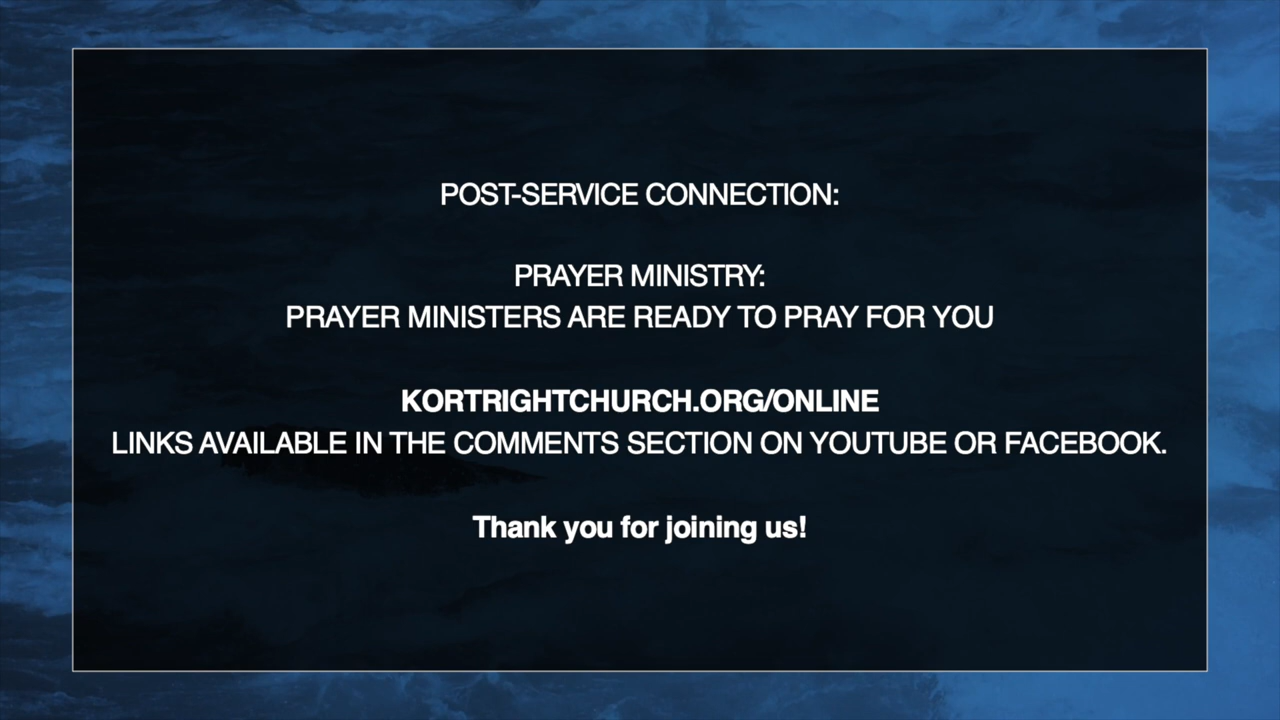 POST-SERVICE CONNECTION:
PRAYER MINISTRY:
PRAYER MINISTERS ARE READY TO PRAY FOR YOU
KORTRIGHTCHURCH.ORG/ONLINE
LINKS AVAILABLE IN THE COMMENTS SECTION ON YOUTUBE OR FACEBOOK.
Thank you for joining us!